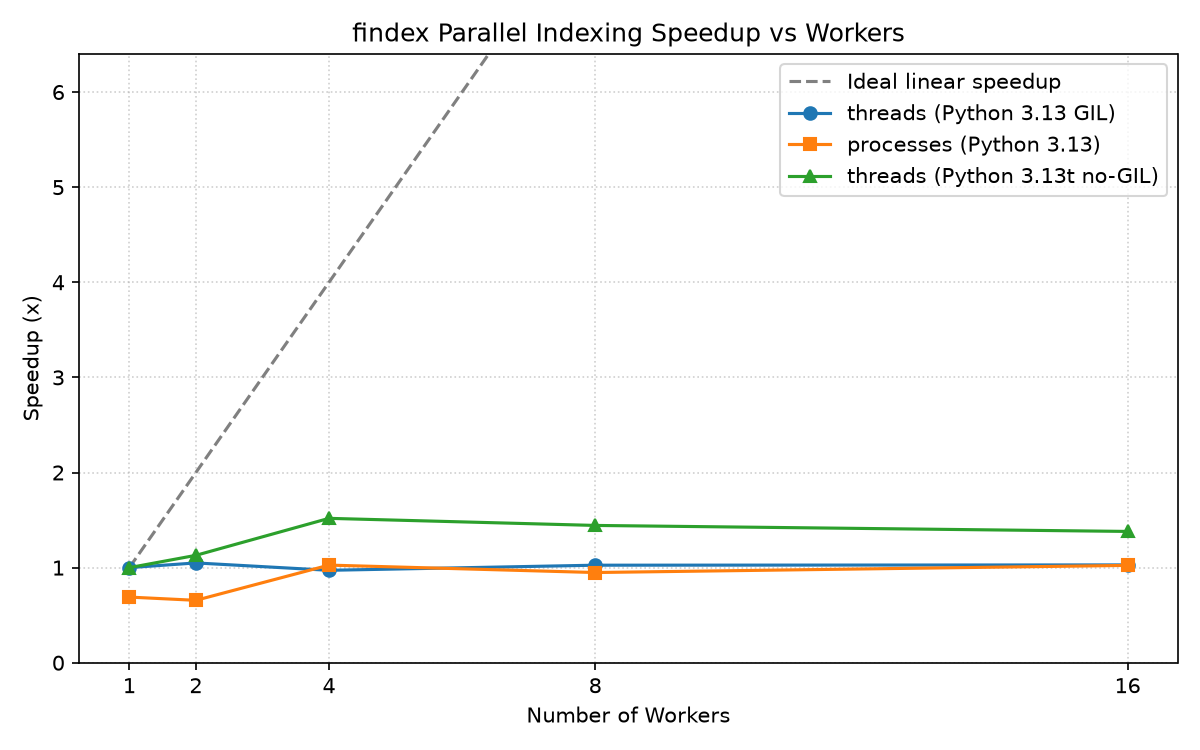 findex Parallel Indexing Speedup vs Workers
Ideal linear speedup
threads (Python 3.13 GIL)
processes (Python 3.13)
threads (Python 3.13t no-GIL)
Speedup (x)
6
5
4
3
2
1
0
1 2 4 8 16
Number of Workers